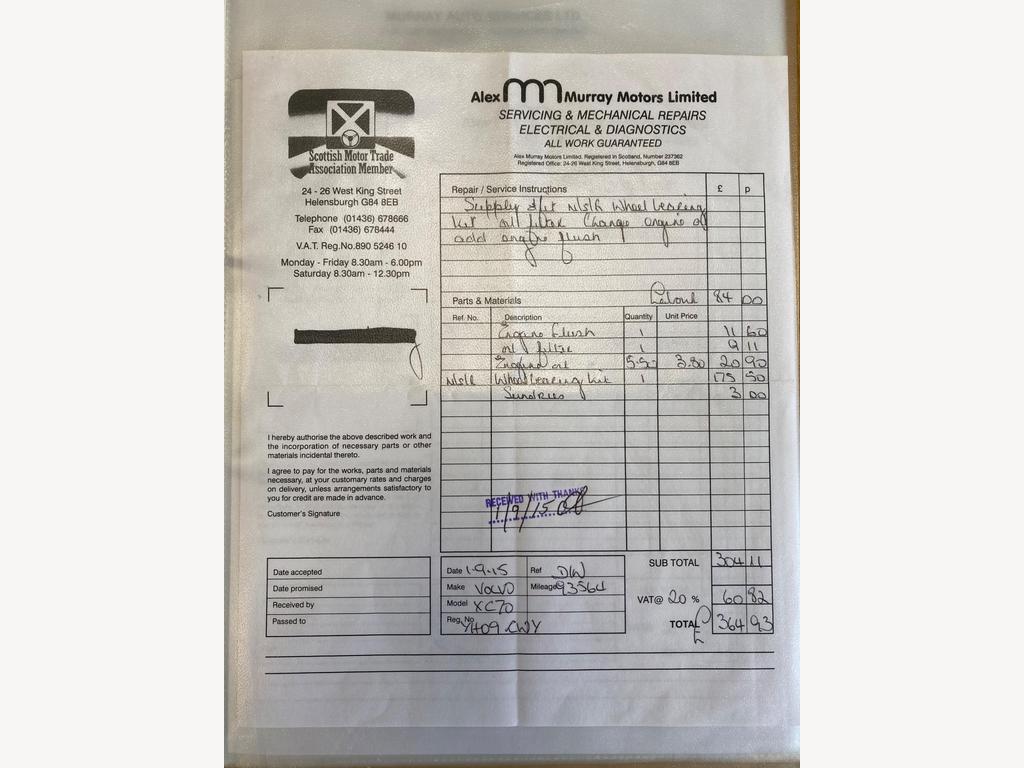 MURRAY AUTO SERVICES LTD
Alex Murray Motors Limited
SERVICING & MECHANICAL REPAIRS
ELECTRICAL & DIAGNOSTICS
ALL WORK GUARANTEED
Alex Murray Motors Limited. Registered in Scotland, Number 237362
Registered Office: 24-26 West King Street, Helensburgh, G84 8EB
Scottish Motor Trade
Association Member
24 - 26 West King Street
Helensburgh G84 8EB
Telephone (01436) 678666
Fax (01436) 678444
V.A.T. Reg.No.890 5246 10
Monday - Friday 8.30am - 6.00pm
Saturday 8.30am - 12.30pm
I hereby authorise the above described work and
the incorporation of necessary parts or other
materials incidental thereto.
I agree to pay for the works, parts and materials
necessary, at your customary rates and charges
on delivery, unless arrangements satisfactory to
you for credit are made in advance.
Customer's Signature
Repair / Service Instructions £ p
Supply & fit N/S/R Wheel bearing
kit oil filter Change engine oil
add engine flush
Parts & Materials Labour 84 00
Ref. No. Description Quantity Unit Price
Engine flush 1 11 60
oil filter 1 9 11
Engine oil 5.50 3.80 20 90
N/S/R Wheel bearing kit 1 175 50
Sundries 3 00
RECEIVED WITH THANKS
1/9/15
Date accepted
Date promised
Received by
Passed to
Date 1-9-15 Ref DW
Make VOLVO Mileage 93564
Model XC70
Reg. No YH09 CWY
SUB TOTAL 304 11
VAT@ 20 % 60 82
TOTAL £ 364 93